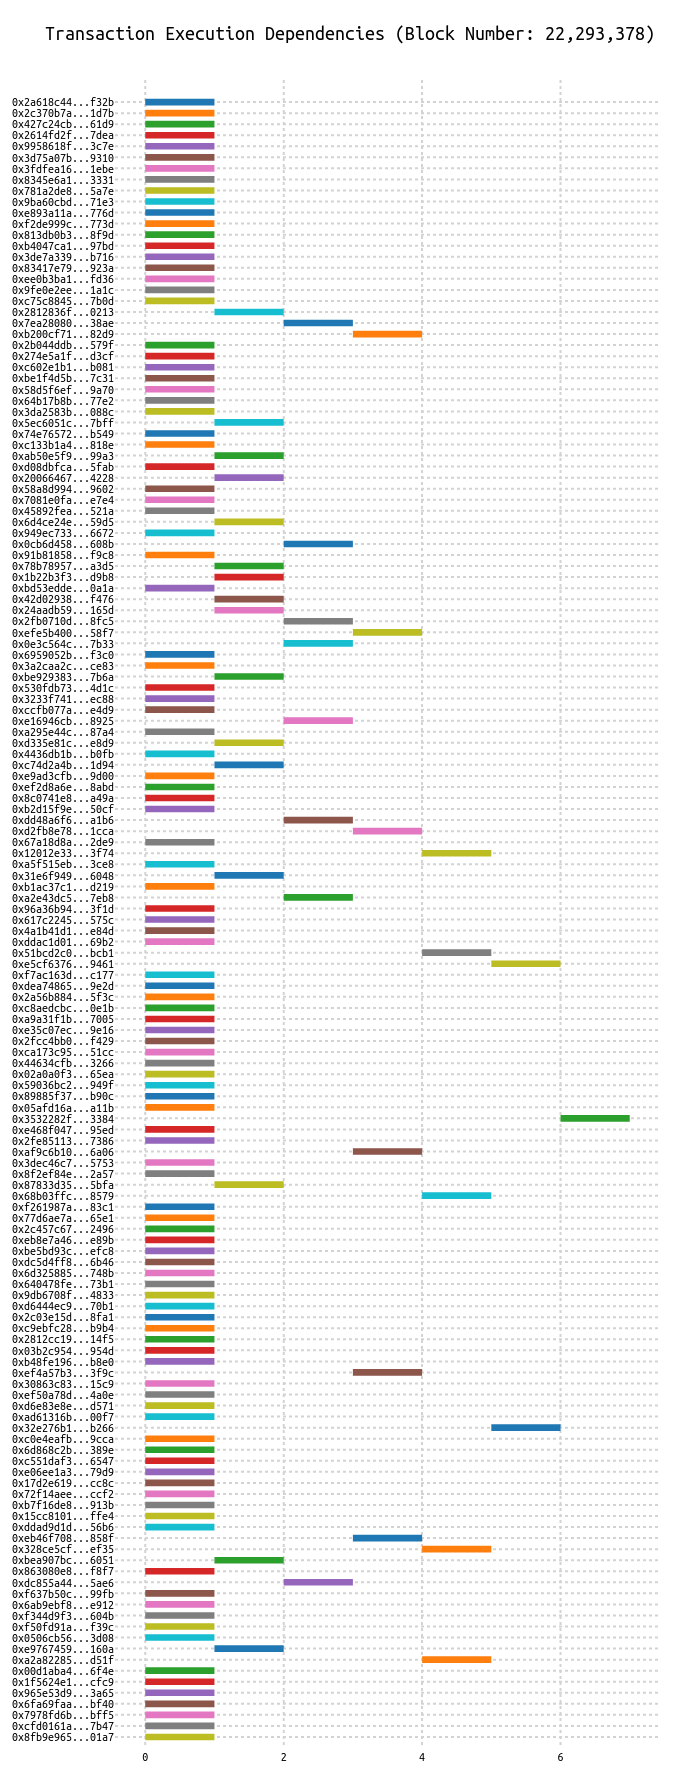 Transaction Execution Dependencies (Block Number: 22,293,378)
0x2a618c44...f32b
0x2c370b7a...1d7b
0x427c24cb...61d9
0x2614fd2f...7dea
0x9958618f...3c7e
0x3d75a07b...9310
0x3fdfea16...1ebe
0x8345e6a1...3331
0x781a2de8...5a7e
0x9ba60cbd...71e3
0xe893a11a...776d
0xf2de999c...773d
0x813db0b3...8f9d
0xb4047ca1...97bd
0x3de7a339...b716
0x83417e79...923a
0xee0b3ba1...fd36
0x9fe0e2ee...1a1c
0xc75c8845...7b0d
0x2812836f...0213
0x7ea28080...38ae
0xb200cf71...82d9
0x2b044ddb...579f
0x274e5a1f...d3cf
0xc602e1b1...b081
0xbe1f4d5b...7c31
0x58d5f6ef...9a70
0x64b17b8b...77e2
0x3da2583b...088c
0x5ec6051c...7bff
0x74e76572...b549
0xc133b1a4...818e
0xab50e5f9...99a3
0xd08dbfca...5fab
0x20066467...4228
0x58a8d994...9602
0x7081e0fa...e7e4
0x45892fea...521a
0x6d4ce24e...59d5
0x949ec733...6672
0x0cb6d458...608b
0x91b81858...f9c8
0x78b78957...a3d5
0x1b22b3f3...d9b8
0xbd53edde...0a1a
0x42d02938...f476
0x24aadb59...165d
0x2fb0710d...8fc5
0xefe5b400...58f7
0x0e3c564c...7b33
0x6959052b...f3c0
0x3a2caa2c...ce83
0xbe929383...7b6a
0x530fdb73...4d1c
0x3233f741...ec88
0xccfb077a...e4d9
0xe16946cb...8925
0xa295e44c...87a4
0xd335e81c...e8d9
0x4436db1b...b0fb
0xc74d2a4b...1d94
0xe9ad3cfb...9d00
0xef2d8a6e...8abd
0x8c0741e8...a49a
0xb2d15f9e...50cf
0xdd48a6f6...a1b6
0xd2fb8e78...1cca
0x67a18d8a...2de9
0x12012e33...3f74
0xa5f515eb...3ce8
0x31e6f949...6048
0xb1ac37c1...d219
0xa2e43dc5...7eb8
0x96a36b94...3f1d
0x617c2245...575c
0x4a1b41d1...e84d
0xddac1d01...69b2
0x51bcd2c0...bcb1
0xe5cf6376...9461
0xf7ac163d...c177
0xdea74865...9e2d
0x2a56b884...5f3c
0xc8aedcbc...0e1b
0xa9a31f1b...7005
0xe35c07ec...9e16
0x2fcc4bb0...f429
0xca173c95...51cc
0x44634cfb...3266
0x02a0a0f3...65ea
0x59036bc2...949f
0x89885f37...b90c
0x05afd16a...a11b
0x3532282f...3384
0xe468f047...95ed
0x2fe85113...7386
0xaf9c6b10...6a06
0x3dec46c7...5753
0x8f2ef84e...2a57
0x87833d35...5bfa
0x68b03ffc...8579
0xf261987a...83c1
0x77d6ae7a...65e1
0x2c457c67...2496
0xeb8e7a46...e89b
0xbe5bd93c...efc8
0xdc5d4ff8...6b46
0x6d325885...748b
0x640478fe...73b1
0x9db6708f...4833
0xd6444ec9...70b1
0x2c03e15d...8fa1
0xc9ebfc28...b9b4
0x2812cc19...14f5
0x03b2c954...954d
0xb48fe196...b8e0
0xef4a57b3...3f9c
0x30863c83...15c9
0xef50a78d...4a0e
0xd6e83e8e...d571
0xad61316b...00f7
0x32e276b1...b266
0xc0e4eafb...9cca
0x6d868c2b...389e
0xc551daf3...6547
0xe06ee1a3...79d9
0x17d2e619...cc8c
0x72f14aee...ccf2
0xb7f16de8...913b
0x15cc8101...ffe4
0xddad9d1d...56b6
0xeb46f708...858f
0x328ce5cf...ef35
0xbea907bc...6051
0x863080e8...f8f7
0xdc855a44...5ae6
0xf637b50c...99fb
0x6ab9ebf8...e912
0xf344d9f3...604b
0xf50fd91a...f39c
0x0506cb56...3d08
0xe9767459...160a
0xa2a82285...d51f
0x00d1aba4...6f4e
0x1f5624e1...cfc9
0x965e53d9...3a65
0x6fa69faa...bf40
0x7978fd6b...bff5
0xcfd0161a...7b47
0x8fb9e965...01a7
0 2 4 6